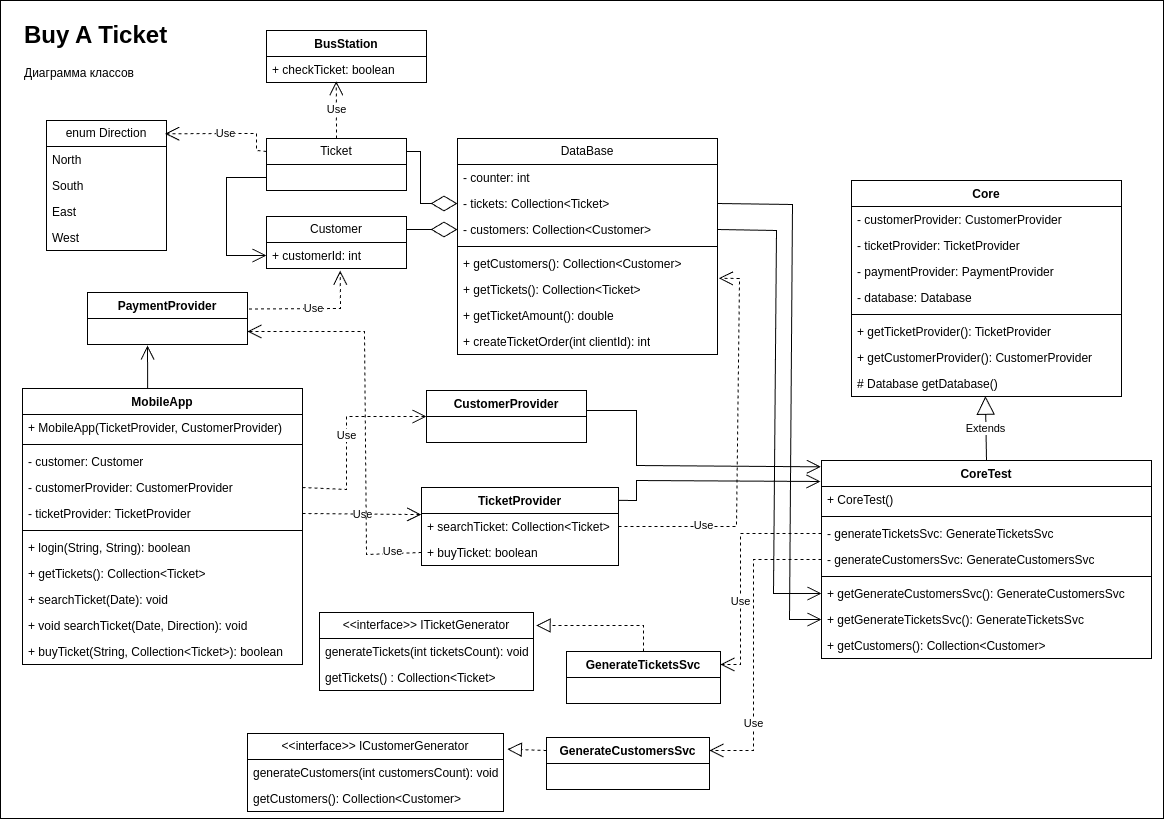 Buy A Ticket
Диаграмма классов
BusStation
+ checkTicket: boolean
Use
enum Direction
North
South
East
West
Use
Ticket
Customer
+ customerId: int
DataBase
- counter: int
- tickets: Collection<Ticket>
- customers: Collection<Customer>
+ getCustomers(): Collection<Customer>
+ getTickets(): Collection<Ticket>
+ getTicketAmount(): double
+ createTicketOrder(int clientId): int
Core
- customerProvider: CustomerProvider
- ticketProvider: TicketProvider
- paymentProvider: PaymentProvider
- database: Database
+ getTicketProvider(): TicketProvider
+ getCustomerProvider(): CustomerProvider
# Database getDatabase()
Extends
PaymentProvider
Use
MobileApp
+ MobileApp(TicketProvider, CustomerProvider)
- customer: Customer
- customerProvider: CustomerProvider
- ticketProvider: TicketProvider
+ login(String, String): boolean
+ getTickets(): Collection<Ticket>
+ searchTicket(Date): void
+ void searchTicket(Date, Direction): void
+ buyTicket(String, Collection<Ticket>): boolean
Use
Use
Use
CustomerProvider
TicketProvider
+ searchTicket: Collection<Ticket>
+ buyTicket: boolean
Use
CoreTest
+ CoreTest()
- generateTicketsSvc: GenerateTicketsSvc
- generateCustomersSvc: GenerateCustomersSvc
+ getGenerateCustomersSvc(): GenerateCustomersSvc
+ getGenerateTicketsSvc(): GenerateTicketsSvc
+ getCustomers(): Collection<Customer>
Use
Use
<<interface>> ITicketGenerator
generateTickets(int ticketsCount): void
getTickets() : Collection<Ticket>
GenerateTicketsSvc
<<interface>> ICustomerGenerator
generateCustomers(int customersCount): void
getCustomers(): Collection<Customer>
GenerateCustomersSvc